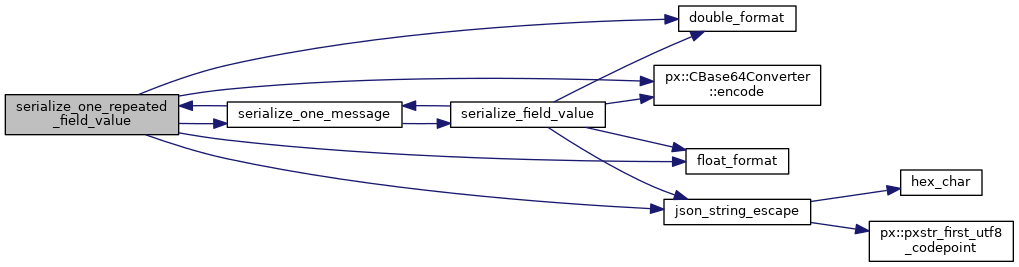 serialize_one_repeated
_field_value
serialize_one_message
serialize_field_value
double_format
px::CBase64Converter
::encode
float_format
json_string_escape
hex_char
px::pxstr_first_utf8
_codepoint